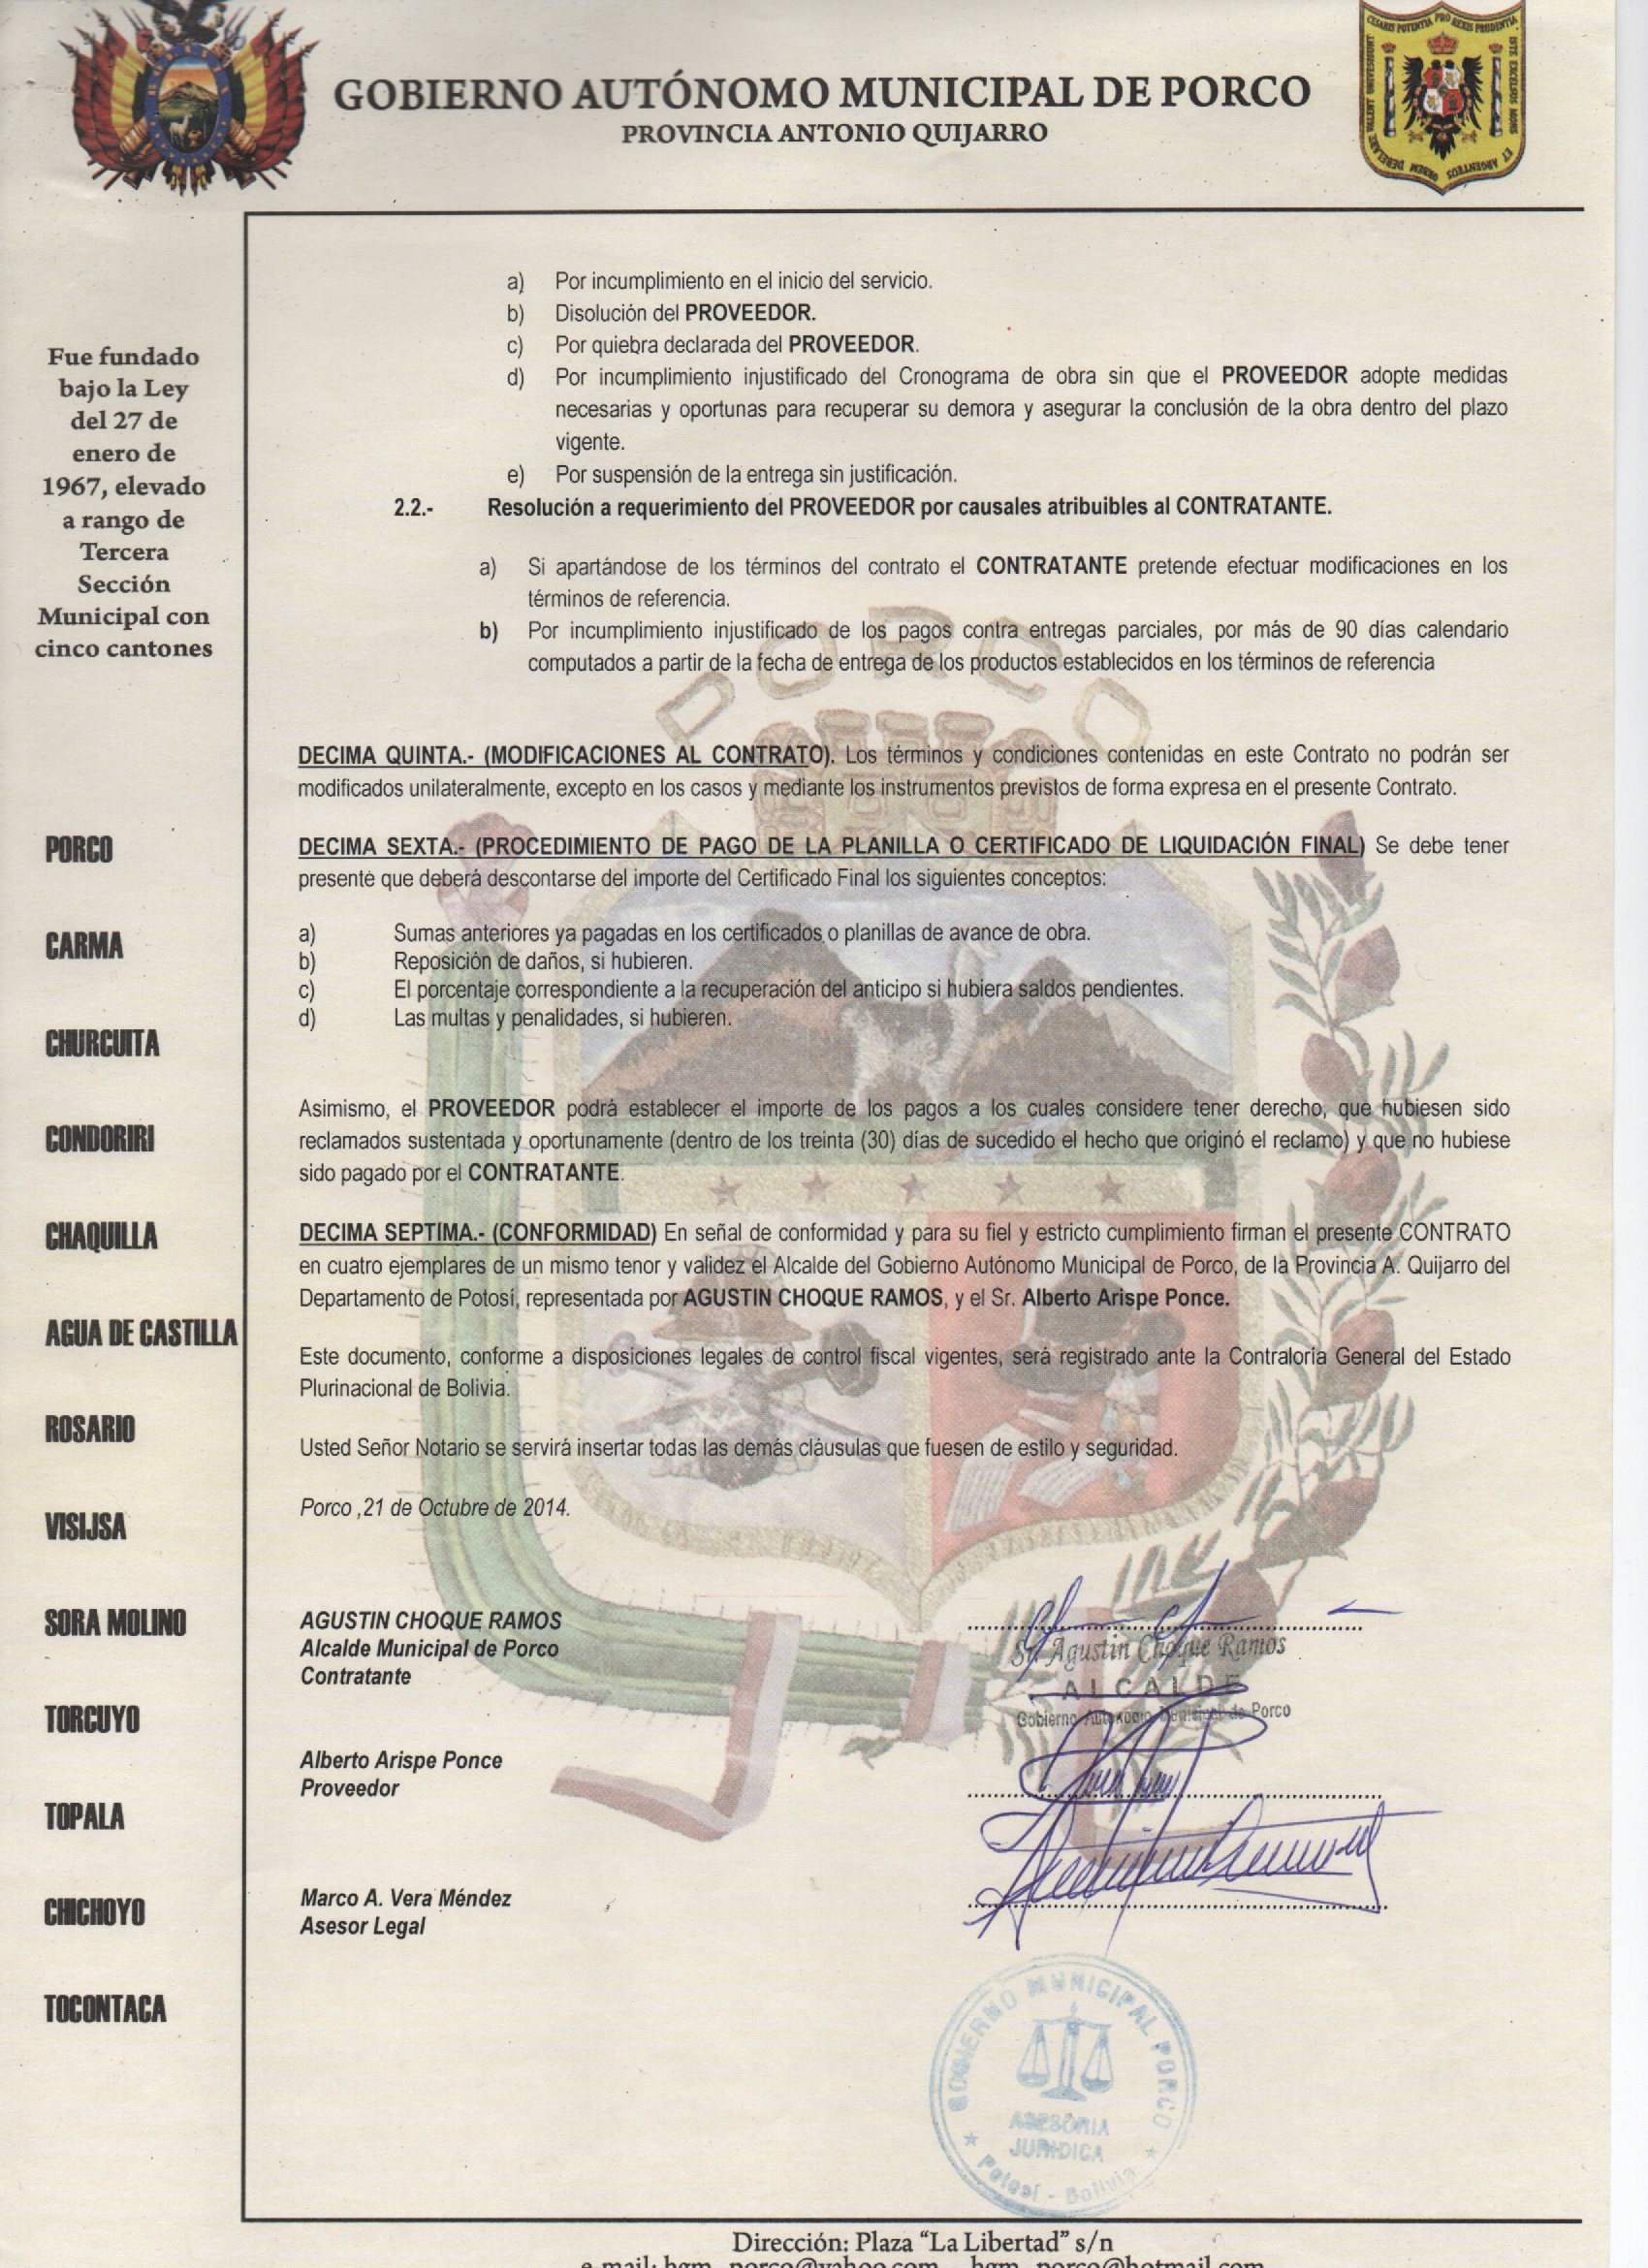 GOBIERNO AUTÓNOMO MUNICIPAL DE PORCO
PROVINCIA ANTONIO QUIJARRO
CESARIS POTENTIA PRO REXIS PRUDENTIA
ISTE EXCELSUS MONS
ET ARGENTEUS
ORBEM DEBELARE VALENT UNIVERSUM
Fue fundado
bajo la Ley
del 27 de
enero de
1967, elevado
a rango de
Tercera
Sección
Municipal con
cinco cantones
PORCO
CARMA
CHURCUITA
CONDORIRI
CHAQUILLA
AGUA DE CASTILLA
ROSARIO
VISIJSA
SORA MOLINO
TORCUYO
TOPALA
CHICHOYO
TOCONTACA
a) Por incumplimiento en el inicio del servicio.
b) Disolución del PROVEEDOR.
c) Por quiebra declarada del PROVEEDOR.
d) Por incumplimiento injustificado del Cronograma de obra sin que el PROVEEDOR adopte medidas
necesarias y oportunas para recuperar su demora y asegurar la conclusión de la obra dentro del plazo
vigente.
e) Por suspensión de la entrega sin justificación.
2.2.- Resolución a requerimiento del PROVEEDOR por causales atribuibles al CONTRATANTE.
a) Si apartándose de los términos del contrato el CONTRATANTE pretende efectuar modificaciones en los
términos de referencia.
b) Por incumplimiento injustificado de los pagos contra entregas parciales, por más de 90 días calendario
computados a partir de la fecha de entrega de los productos establecidos en los términos de referencia
PORCO
DECIMA QUINTA.- (MODIFICACIONES AL CONTRATO). Los términos y condiciones contenidas en este Contrato no podrán ser
modificados unilateralmente, excepto en los casos y mediante los instrumentos previstos de forma expresa en el presente Contrato.
DECIMA SEXTA.- (PROCEDIMIENTO DE PAGO DE LA PLANILLA O CERTIFICADO DE LIQUIDACIÓN FINAL) Se debe tener
presente que deberá descontarse del importe del Certificado Final los siguientes conceptos:
a) Sumas anteriores ya pagadas en los certificados o planillas de avance de obra.
b) Reposición de daños, si hubieren.
c) El porcentaje correspondiente a la recuperación del anticipo si hubiera saldos pendientes.
d) Las multas y penalidades, si hubieren.
Asimismo, el PROVEEDOR podrá establecer el importe de los pagos a los cuales considere tener derecho, que hubiesen sido
reclamados sustentada y oportunamente (dentro de los treinta (30) días de sucedido el hecho que originó el reclamo) y que no hubiese
sido pagado por el CONTRATANTE.
DECIMA SEPTIMA.- (CONFORMIDAD) En señal de conformidad y para su fiel y estricto cumplimiento firman el presente CONTRATO
en cuatro ejemplares de un mismo tenor y validez el Alcalde del Gobierno Autónomo Municipal de Porco, de la Provincia A. Quijarro del
Departamento de Potosí, representada por AGUSTIN CHOQUE RAMOS, y el Sr. Alberto Arispe Ponce.
Este documento, conforme a disposiciones legales de control fiscal vigentes, será registrado ante la Contraloría General del Estado
Plurinacional de Bolivia.
Usted Señor Notario se servirá insertar todas las demás cláusulas que fuesen de estilo y seguridad.
Porco ,21 de Octubre de 2014.
AGUSTIN CHOQUE RAMOS
Alcalde Municipal de Porco
Contratante
Sr. Agustin Choque Ramos
ALCALDE
Gobierno Autónomo Municipal de Porco
Alberto Arispe Ponce
Proveedor
Marco A. Vera Méndez
Asesor Legal
GOBIERNO MUNICIPAL PORCO
ASESORIA
JURIDICA
Potosí - Bolivia
Dirección: Plaza “La Libertad” s/n
e-mail: hgm_porco@yahoo.com - hgm_porco@hotmail.com